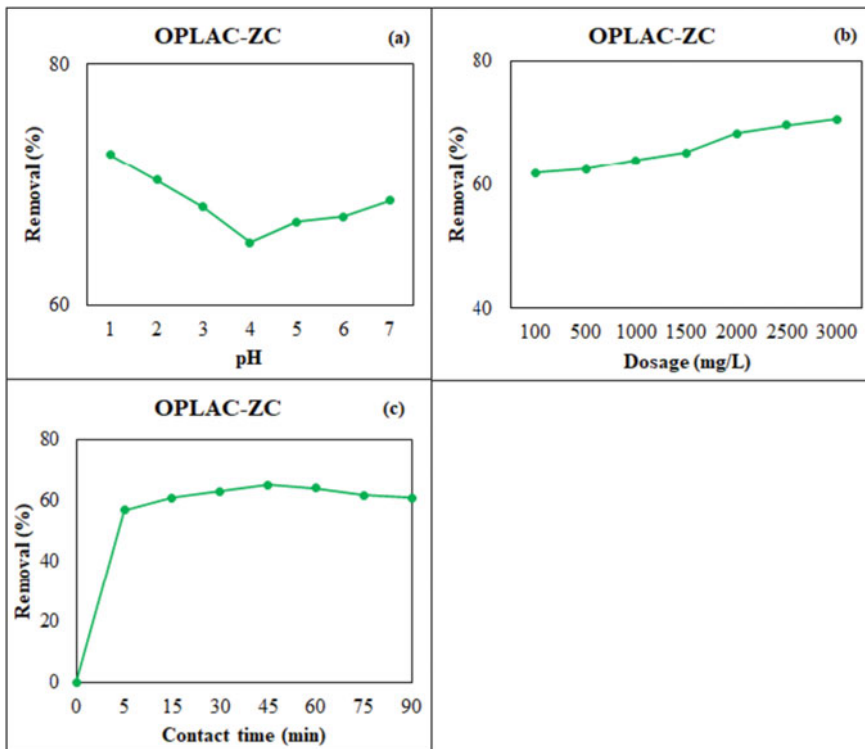 OPLAC-ZC (a)
80
60
Removal (%)
1 2 3 4 5 6 7
pH
OPLAC-ZC (b)
80
60
40
Removal (%)
100 500 1000 1500 2000 2500 3000
Dosage (mg/L)
OPLAC-ZC (c)
80
60
40
20
0
Removal (%)
0 5 15 30 45 60 75 90
Contact time (min)